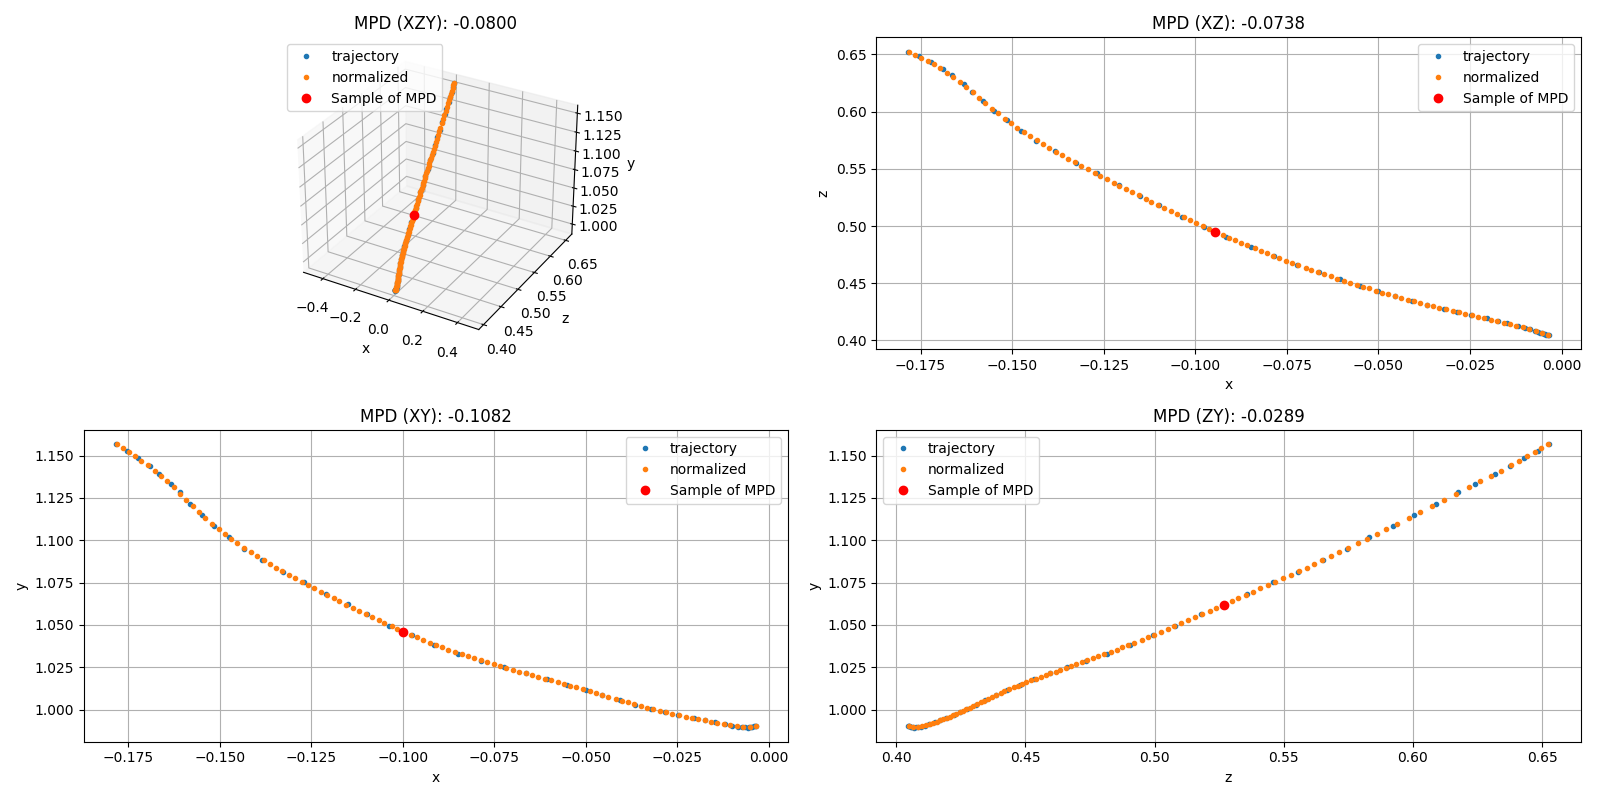 MPD (XZY): -0.0800
trajectory
normalized
Sample of MPD
1.150
1.125
1.100
1.075
1.050
1.025
1.000
y
−0.4
−0.2
0.0
0.2
0.4
x
0.40
0.45
0.50
0.55
0.60
0.65
z
MPD (XZ): -0.0738
trajectory
normalized
Sample of MPD
0.65
0.60
0.55
0.50
0.45
0.40
z
−0.175 −0.150 −0.125 −0.100 −0.075 −0.050 −0.025 0.000
x
MPD (XY): -0.1082
trajectory
normalized
Sample of MPD
1.150
1.125
1.100
1.075
1.050
1.025
1.000
y
−0.175 −0.150 −0.125 −0.100 −0.075 −0.050 −0.025 0.000
x
MPD (ZY): -0.0289
trajectory
normalized
Sample of MPD
1.150
1.125
1.100
1.075
1.050
1.025
1.000
y
0.40 0.45 0.50 0.55 0.60 0.65
z